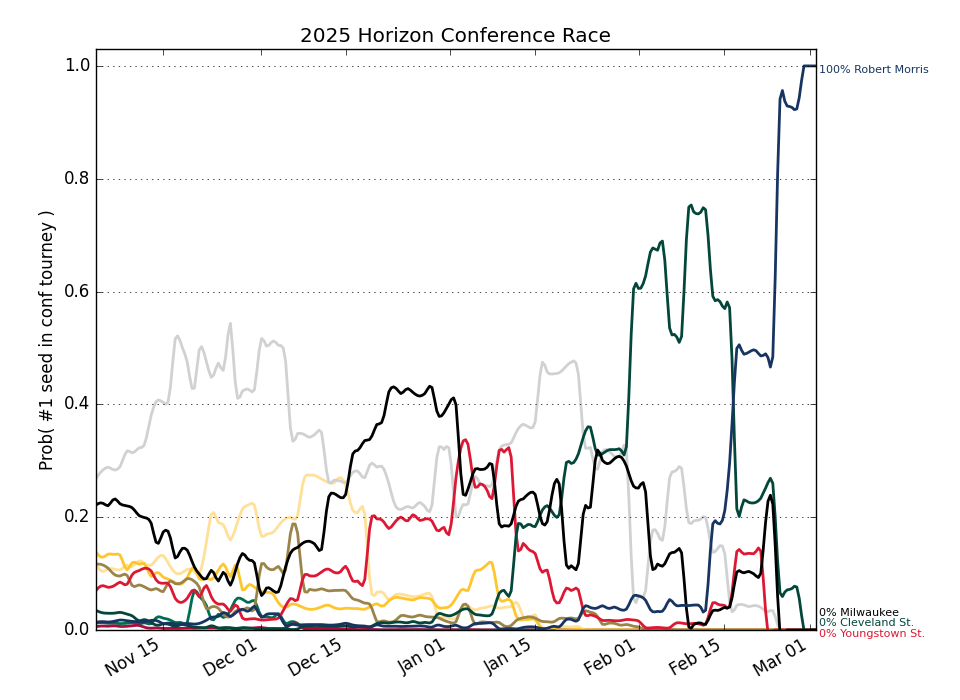 2025 Horizon Conference Race
Prob( #1 seed in conf tourney )
1.0
0.8
0.6
0.4
0.2
0.0
100% Robert Morris
0% Milwaukee
0% Cleveland St.
0% Youngstown St.
Nov 15
Dec 01
Dec 15
Jan 01
Jan 15
Feb 01
Feb 15
Mar 01